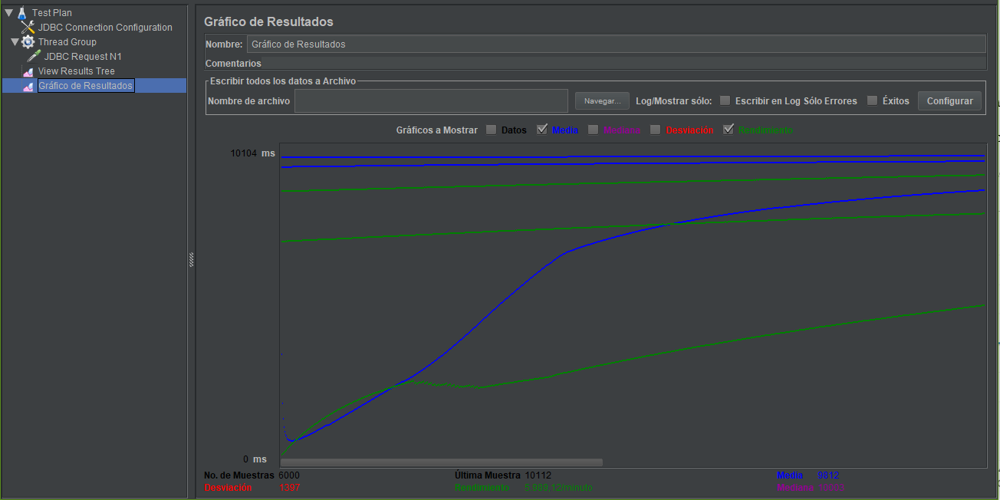 Test Plan
JDBC Connection Configuration
Thread Group
JDBC Request N1
View Results Tree
Gráfico de Resultados
Gráfico de Resultados
Nombre: Gráfico de Resultados
Comentarios
Escribir todos los datos a Archivo
Nombre de archivo Navegar... Log/Mostrar sólo: Escribir en Log Sólo Errores Éxitos Configurar
Gráficos a Mostrar Datos Media Mediana Desviación Rendimiento
10104 ms
0 ms
No. de Muestras 6000 Última Muestra 10112 Media 9812
Desviación 1397 Rendimiento 5.989,12/minuto Mediana